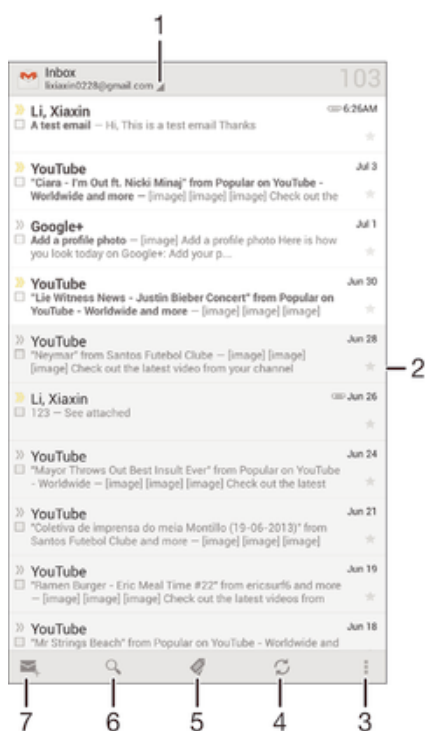 1
Inbox
lixiaxin0228@gmail.com
103
Li, Xiaxin 6:26AM
A test email – Hi, This is a test email Thanks
YouTube Jul 3
"Ciara - I'm Out ft. Nicki Minaj" from Popular on YouTube -
Worldwide and more – [image] [image] [image] Check out the
Google+ Jul 1
Add a profile photo – [image] Add a profile photo Here is how
you look today on Google+: Add your p...
YouTube Jun 30
"Lie Witness News - Justin Bieber Concert" from Popular on
YouTube - Worldwide and more – [image] [image] [image]
YouTube Jun 28
"Neymar" from Santos Futebol Clube – [image] [image]
[image] Check out the latest video from your channel
2
Li, Xiaxin Jun 26
123 – See attached
YouTube Jun 24
"Mayor Throws Out Best Insult Ever" from Popular on YouTube
- Worldwide – [image] [image] [image] Check out the latest
YouTube Jun 21
"Coletiva de imprensa do meia Montillo (19-06-2013)" from
Santos Futebol Clube and more – [image] [image] [image]
YouTube Jun 19
"Ramen Burger - Eric Meal Time #22" from ericsurf6 and more
– [image] [image] [image] Check out the latest videos from
YouTube Jun 18
"Mr Strings Beach" from Popular on YouTube - Worldwide and
7 6 5 4 3